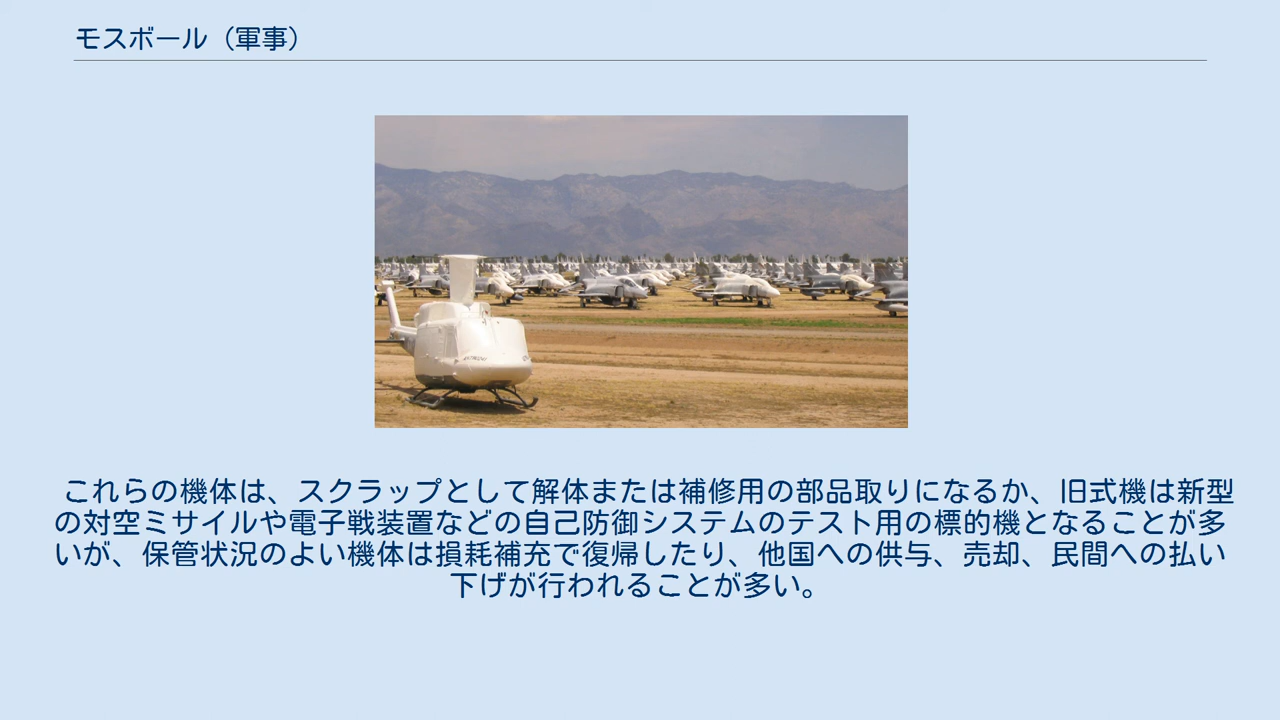 モスボール（軍事）
これらの機体は、スクラップとして解体または補修用の部品取りになるか、旧式機は新型
の対空ミサイルや電子戦装置などの自己防御システムのテスト用の標的機となることが多
いが、保管状況のよい機体は損耗補充で復帰したり、他国への供与、売却、民間への払い
下げが行われることが多い。